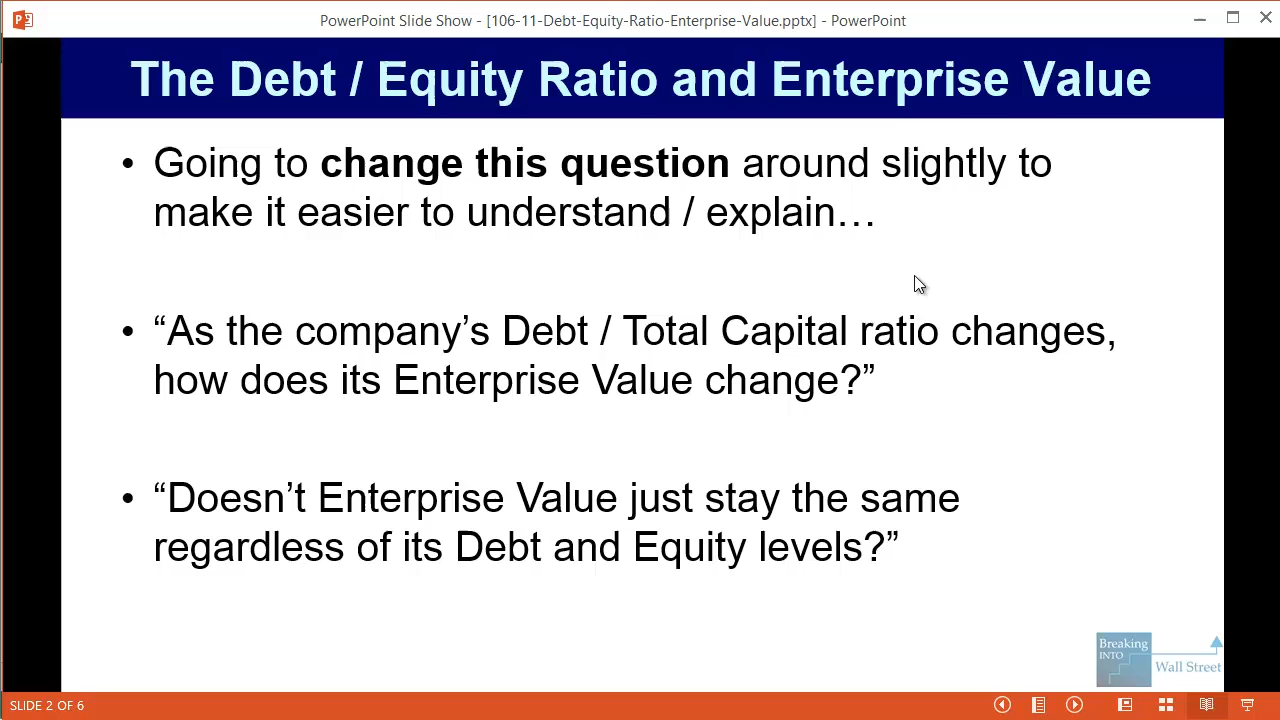 PowerPoint Slide Show - [106-11-Debt-Equity-Ratio-Enterprise-Value.pptx] - PowerPoint
The Debt / Equity Ratio and Enterprise Value
• Going to change this question around slightly to
make it easier to understand / explain…
• “As the company’s Debt / Total Capital ratio changes,
how does its Enterprise Value change?”
• “Doesn’t Enterprise Value just stay the same
regardless of its Debt and Equity levels?”
Breaking
INTO
Wall Street
SLIDE 2 OF 6